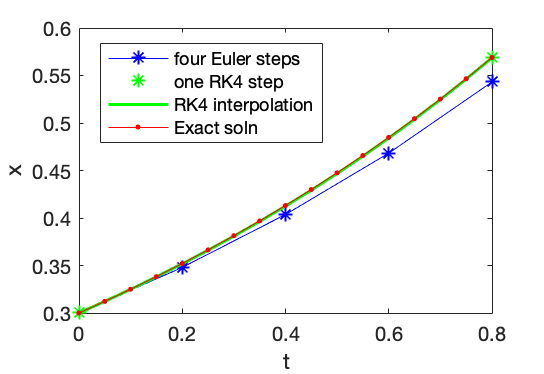 0.6
four Euler steps
one RK4 step
RK4 interpolation
Exact soln
0.55
0.5
0.45
x
0.4
0.35
0.3
0 0.2 0.4 0.6 0.8
t